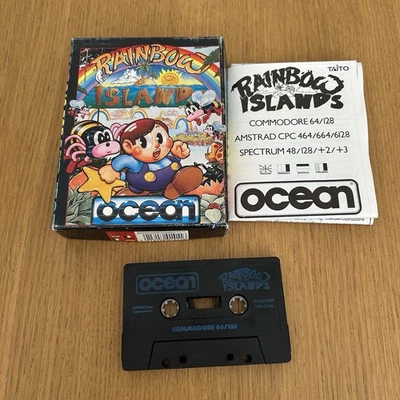 RAINBOW
ISLANDS
ocean
TAITO
RAINBOW
ISLANDS
COMMODORE 64/128
AMSTRAD CPC 464/664/6128
SPECTRUM 48/128/+2/+3
ocean
ocean
RAINBOW
ISLANDS
COMMODORE 64/128